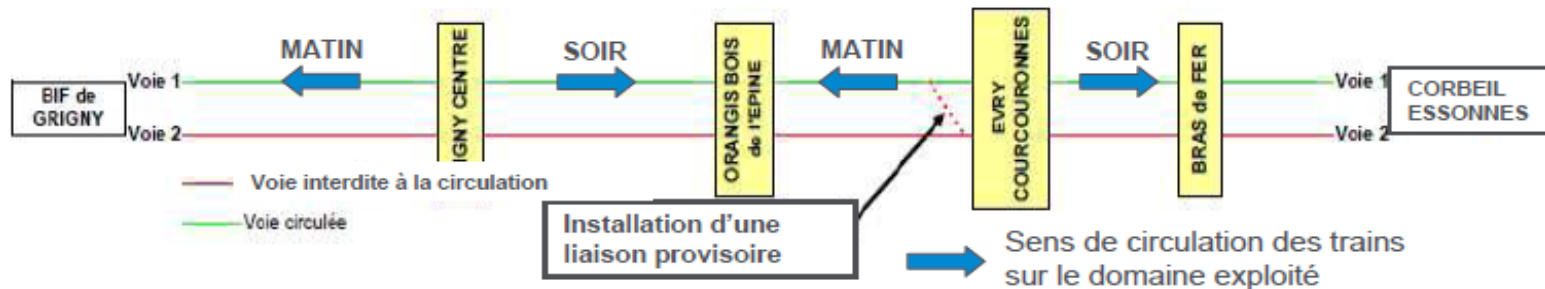 MATIN
SOIR
MATIN
SOIR
BIF de
GRIGNY
Voie 1
Voie 2
IGNY CENTRE
ORANGIS BOIS
de l'EPINE
EVRY
COURCOURONNES
BRAS de FER
Voie 1
Voie 2
CORBEIL
ESSONNES
Voie interdite à la circulation
Voie circulée
Installation d'une
liaison provisoire
Sens de circulation des trains
sur le domaine exploité